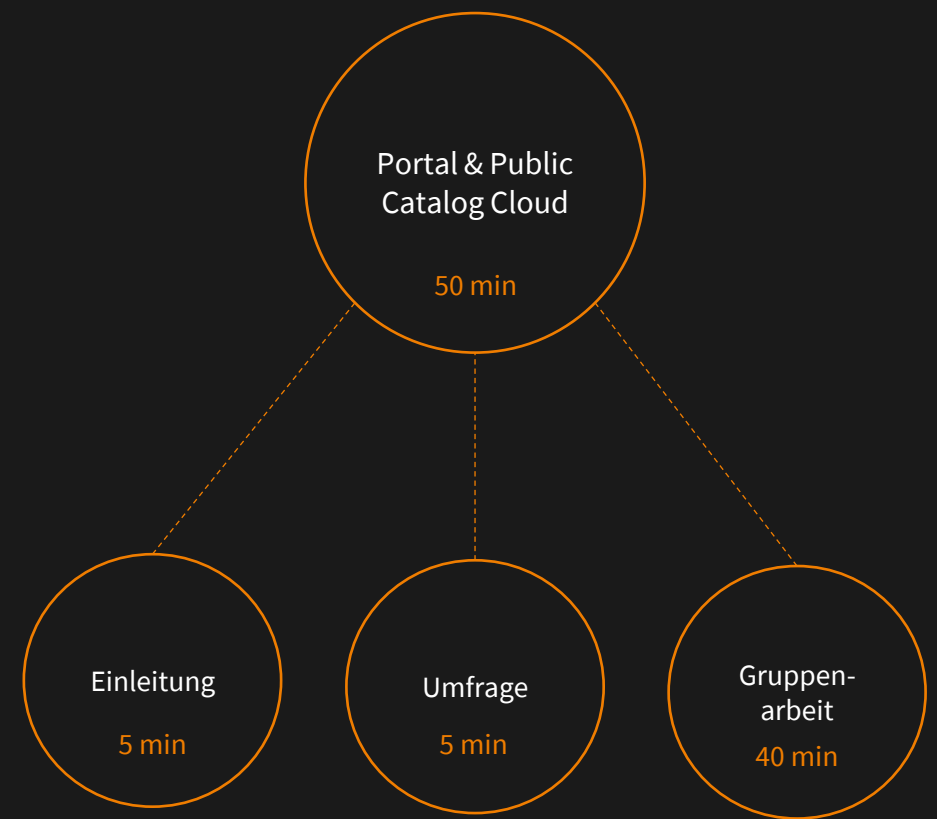 Portal & Public
Catalog Cloud
50 min
Einleitung
5 min
Umfrage
5 min
Gruppen-
arbeit
40 min